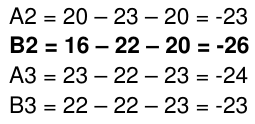 A2 = 20 – 23 – 20 = -23
B2 = 16 – 22 – 20 = -26
A3 = 23 – 22 – 23 = -24
B3 = 22 – 22 – 23 = -23